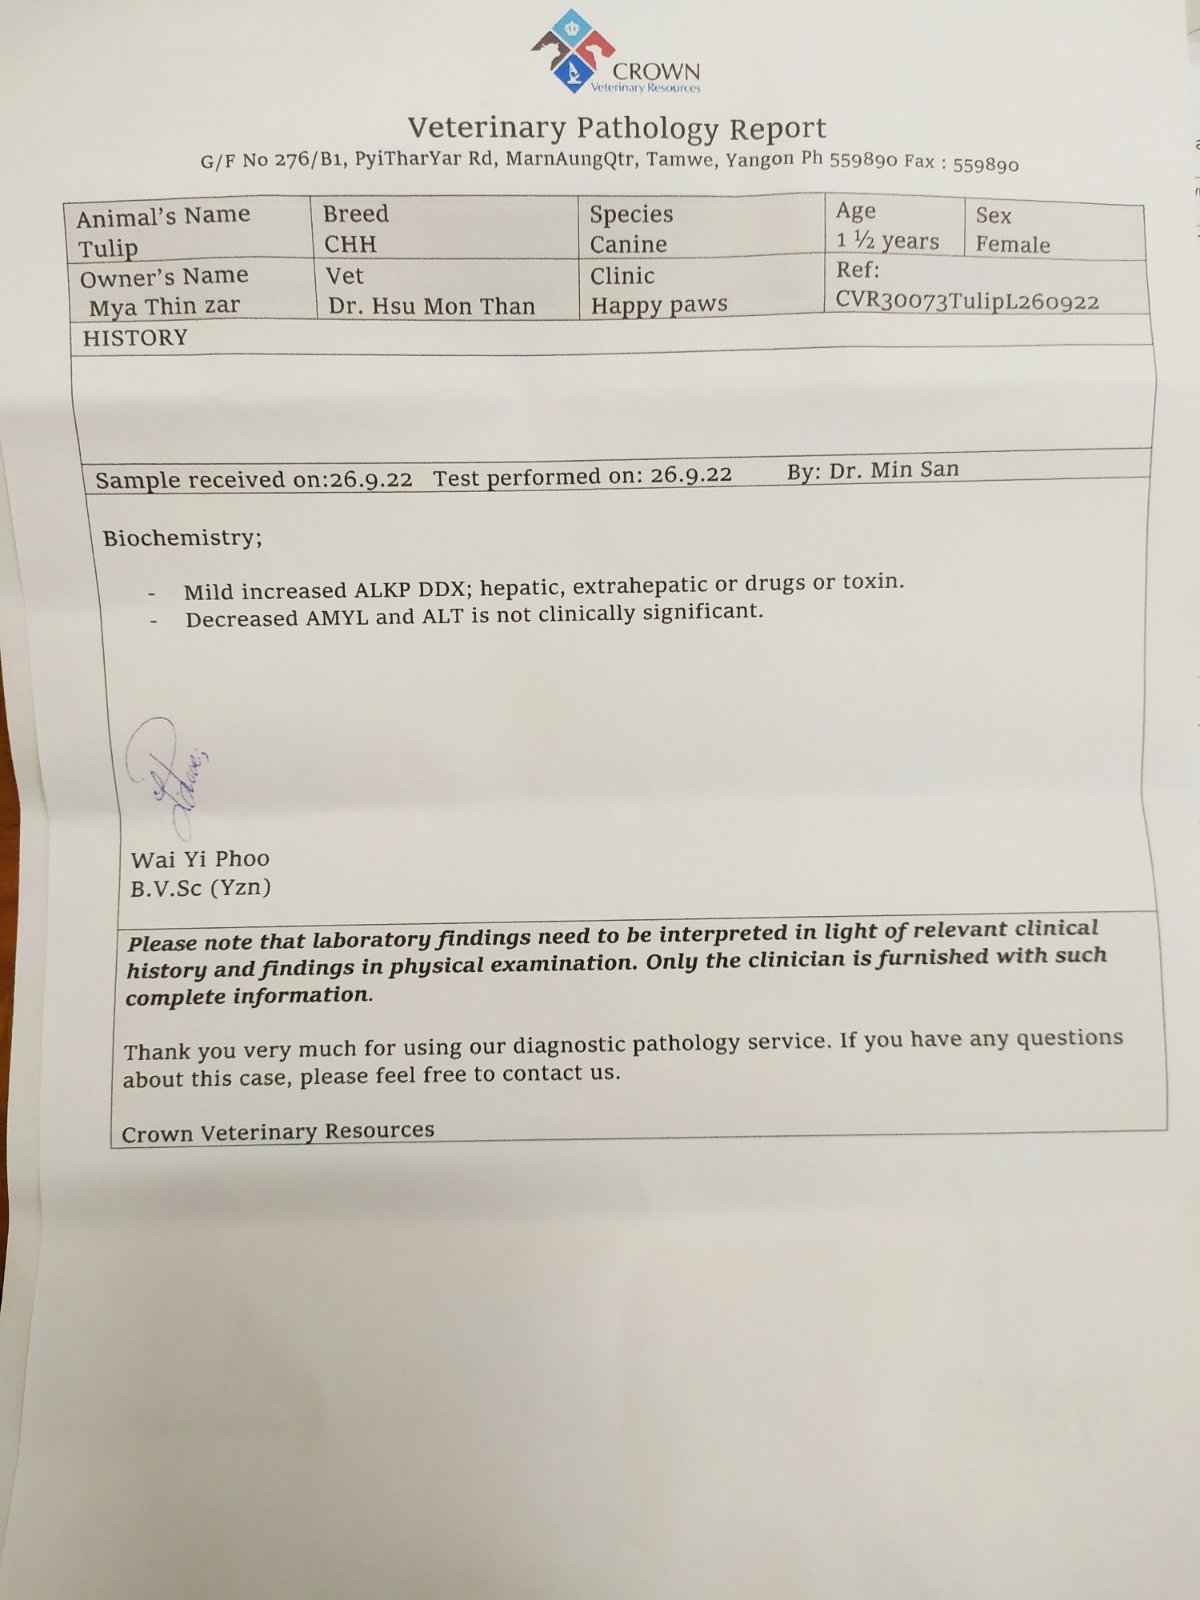 CROWN
Veterinary Resources
Veterinary Pathology Report
G/F No 276/B1, PyiTharYar Rd, MarnAungQtr, Tamwe, Yangon Ph 559890 Fax : 559890
Animal's Name Breed Species Age Sex
Tulip CHH Canine 1 ½ years Female
Owner's Name Vet Clinic Ref:
Mya Thin zar Dr. Hsu Mon Than Happy paws CVR30073TulipL260922
HISTORY
Sample received on:26.9.22 Test performed on: 26.9.22 By: Dr. Min San
Biochemistry;
- Mild increased ALKP DDX; hepatic, extrahepatic or drugs or toxin.
- Decreased AMYL and ALT is not clinically significant.
Wai Yi Phoo
B.V.Sc (Yzn)
Please note that laboratory findings need to be interpreted in light of relevant clinical
history and findings in physical examination. Only the clinician is furnished with such
complete information.
Thank you very much for using our diagnostic pathology service. If you have any questions
about this case, please feel free to contact us.
Crown Veterinary Resources